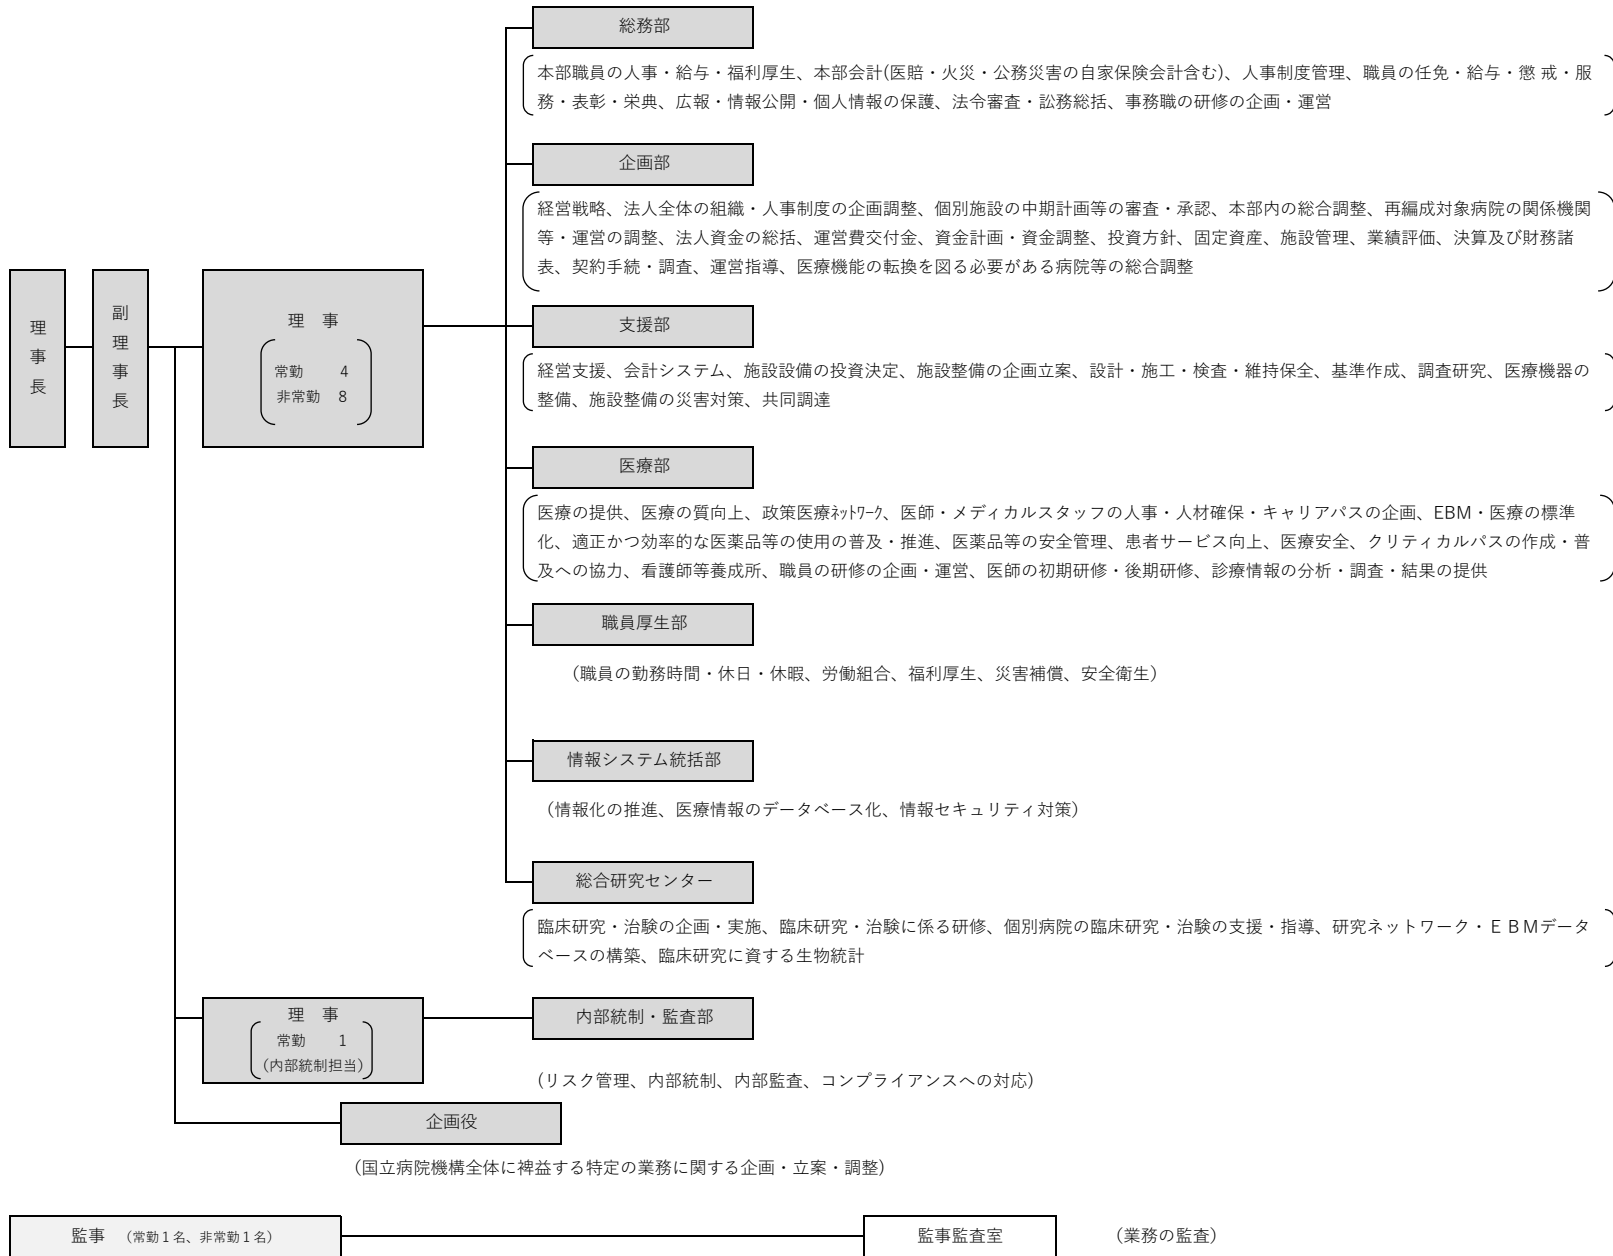 総務部
本部職員の人事・給与・福利厚生、本部会計(医賠・火災・公務災害の自家保険会計含む)、人事制度管理、職員の任免・給与・懲 戒・服
務・表彰・栄典、広報・情報公開・個人情報の保護、法令審査・訟務総括、事務職の研修の企画・運営
企画部
経営戦略、法人全体の組織・人事制度の企画調整、個別施設の中期計画等の審査・承認、本部内の総合調整、再編成対象病院の関係機関
等・運営の調整、法人資金の総括、運営費交付金、資金計画・資金調整、投資方針、固定資産、施設管理、業績評価、決算及び財務諸
表、契約手続・調査、運営指導、医療機能の転換を図る必要がある病院等の総合調整
理事長
副理事長
理　事
常勤　4
非常勤　8
支援部
経営支援、会計システム、施設設備の投資決定、施設整備の企画立案、設計・施工・検査・維持保全、基準作成、調査研究、医療機器の
整備、施設整備の災害対策、共同調達
医療部
医療の提供、医療の質向上、政策医療ﾈｯﾄﾜｰｸ、医師・メディカルスタッフの人事・人材確保・キャリアパスの企画、EBM・医療の標準
化、適正かつ効率的な医薬品等の使用の普及・推進、医薬品等の安全管理、患者サービス向上、医療安全、クリティカルパスの作成・普
及への協力、看護師等養成所、職員の研修の企画・運営、医師の初期研修・後期研修、診療情報の分析・調査・結果の提供
職員厚生部
（職員の勤務時間・休日・休暇、労働組合、福利厚生、災害補償、安全衛生）
情報システム統括部
（情報化の推進、医療情報のデータベース化、情報セキュリティ対策）
総合研究センター
臨床研究・治験の企画・実施、臨床研究・治験に係る研修、個別病院の臨床研究・治験の支援・指導、研究ネットワーク・ＥＢＭデータ
ベースの構築、臨床研究に資する生物統計
理　事
常勤　1
（内部統制担当）
内部統制・監査部
（リスク管理、内部統制、内部監査、コンプライアンスへの対応）
企画役
（国立病院機構全体に裨益する特定の業務に関する企画・立案・調整）
監事　（常勤１名、非常勤１名）
監事監査室
（業務の監査）